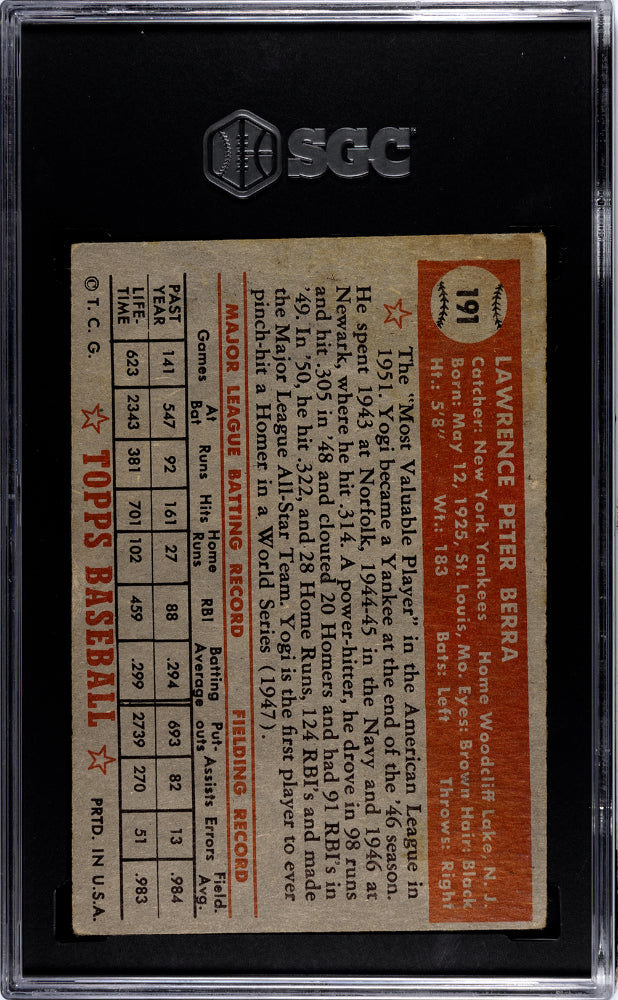 SGC
191
LAWRENCE PETER BERRA
Catcher: New York Yankees Home Woodcliff Lake, N. J.
Born: May 12, 1925, St. Louis, Mo. Eyes: Brown Hair: Black
Ht.: 5'8" Wt.: 183 Bats: Left Throws: Right
The "Most Valuable Player" in the American League in
1951. Yogi became a Yankee at the end of the '46 season.
He spent 1943 at Norfolk, 1944-45 in the Navy and 1946 at
Newark, where he hit .314. A power-hitter, he drove in 98 runs
and hit .305 in '48 and clouted 20 Homers and had 91 RBI's in
'49. In '50, he hit .322, and 28 Home Runs, 124 RBI's and made
the Major League All-Star Team. Yogi is the first player to ever
pinch-hit a Homer in a World Series (1947).
MAJOR LEAGUE BATTING RECORD FIELDING RECORD
Games At Bat Runs Hits Home Runs RBI Batting Average Put-outs Assists Errors Field. Avg.
PAST YEAR 141 547 92 161 27 88 .294 693 82 13 .984
LIFE-TIME 623 2343 381 701 102 459 .299 2739 270 51 .983
© T. C. G. TOPPS BASEBALL PRTD. IN U.S.A.